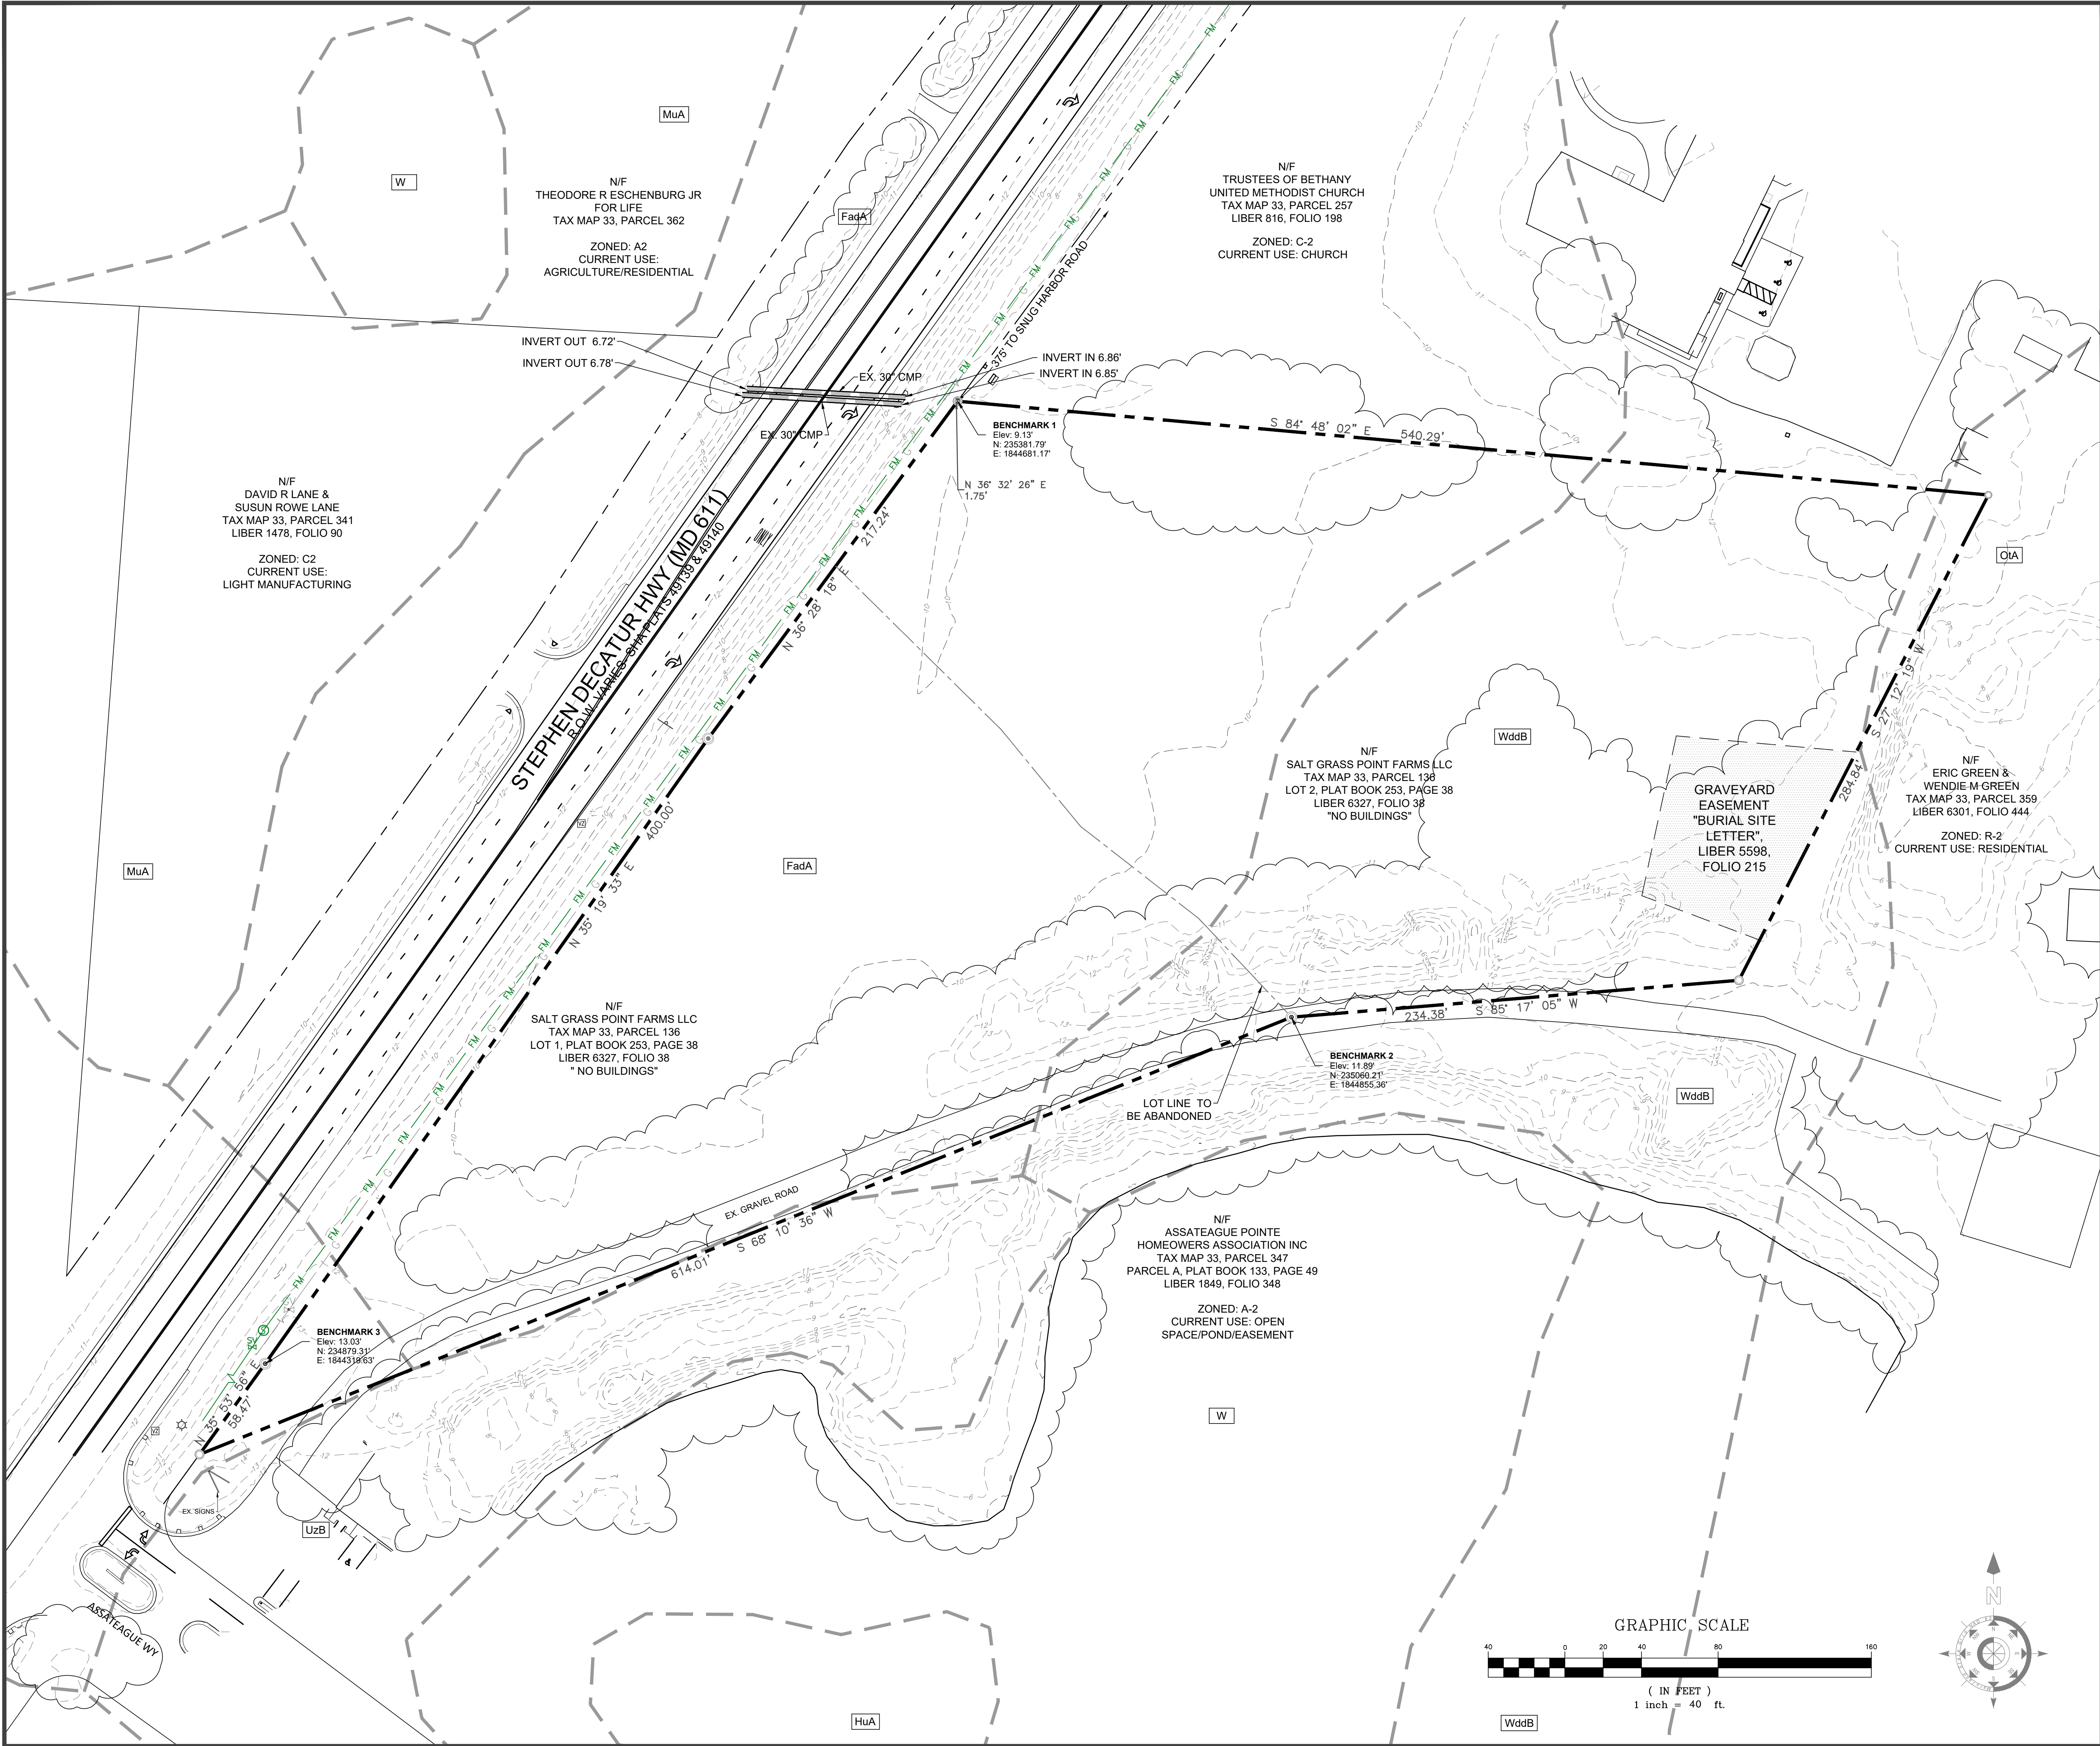 MuA
W
N/F
THEODORE R ESCHENBURG JR
FOR LIFE
TAX MAP 33, PARCEL 362
ZONED: A2
CURRENT USE:
AGRICULTURE/RESIDENTIAL
FadA
N/F
TRUSTEES OF BETHANY
UNITED METHODIST CHURCH
TAX MAP 33, PARCEL 257
LIBER 816, FOLIO 198
ZONED: C-2
CURRENT USE: CHURCH
375' TO SNUG HARBOR ROAD
INVERT OUT 6.72'
INVERT OUT 6.78'
INVERT IN 6.86'
INVERT IN 6.85'
EX. 30" CMP
EX. 30" CMP
BENCHMARK 1
Elev: 9.13'
N: 235381.79'
E: 1844681.17'
S 84° 48' 02" E 540.29'
N 36° 32' 26" E
1.75'
N/F
DAVID R LANE &
SUSUN ROWE LANE
TAX MAP 33, PARCEL 341
LIBER 1478, FOLIO 90
ZONED: C2
CURRENT USE:
LIGHT MANUFACTURING
STEPHEN DECATUR HWY (MD 611)
R.O.W. VARIES- SHA PLATS 49139 & 49140
217.24'
N 36° 28' 18" E
OtA
S 27° 12' 19" W
284.84'
WddB
N/F
SALT GRASS POINT FARMS LLC
TAX MAP 33, PARCEL 136
LOT 2, PLAT BOOK 253, PAGE 38
LIBER 6327, FOLIO 38
"NO BUILDINGS"
GRAVEYARD
EASEMENT
"BURIAL SITE
LETTER",
LIBER 5598,
FOLIO 215
N/F
ERIC GREEN &
WENDIE M GREEN
TAX MAP 33, PARCEL 359
LIBER 6301, FOLIO 444
ZONED: R-2
CURRENT USE: RESIDENTIAL
MuA
FadA
400.00'
N 35° 19' 33" E
N/F
SALT GRASS POINT FARMS LLC
TAX MAP 33, PARCEL 136
LOT 1, PLAT BOOK 253, PAGE 38
LIBER 6327, FOLIO 38
" NO BUILDINGS"
234.38' S 85° 17' 05" W
BENCHMARK 2
Elev: 11.89'
N: 235060.21'
E: 1844855.36'
LOT LINE TO
BE ABANDONED
WddB
EX. GRAVEL ROAD
S 68° 10' 36" W
614.01'
N/F
ASSATEAGUE POINTE
HOMEOWERS ASSOCIATION INC
TAX MAP 33, PARCEL 347
PARCEL A, PLAT BOOK 133, PAGE 49
LIBER 1849, FOLIO 348
ZONED: A-2
CURRENT USE: OPEN
SPACE/POND/EASEMENT
BENCHMARK 3
Elev: 13.03'
N: 234879.31'
E: 1844319.63'
N 35° 53' 56" E
58.47'
W
EX. SIGNS
UzB
ASSATEAGUE WY
HuA
WddB
N
GRAPHIC SCALE
40 0 20 40 80 160
( IN FEET )
1 inch = 40 ft.